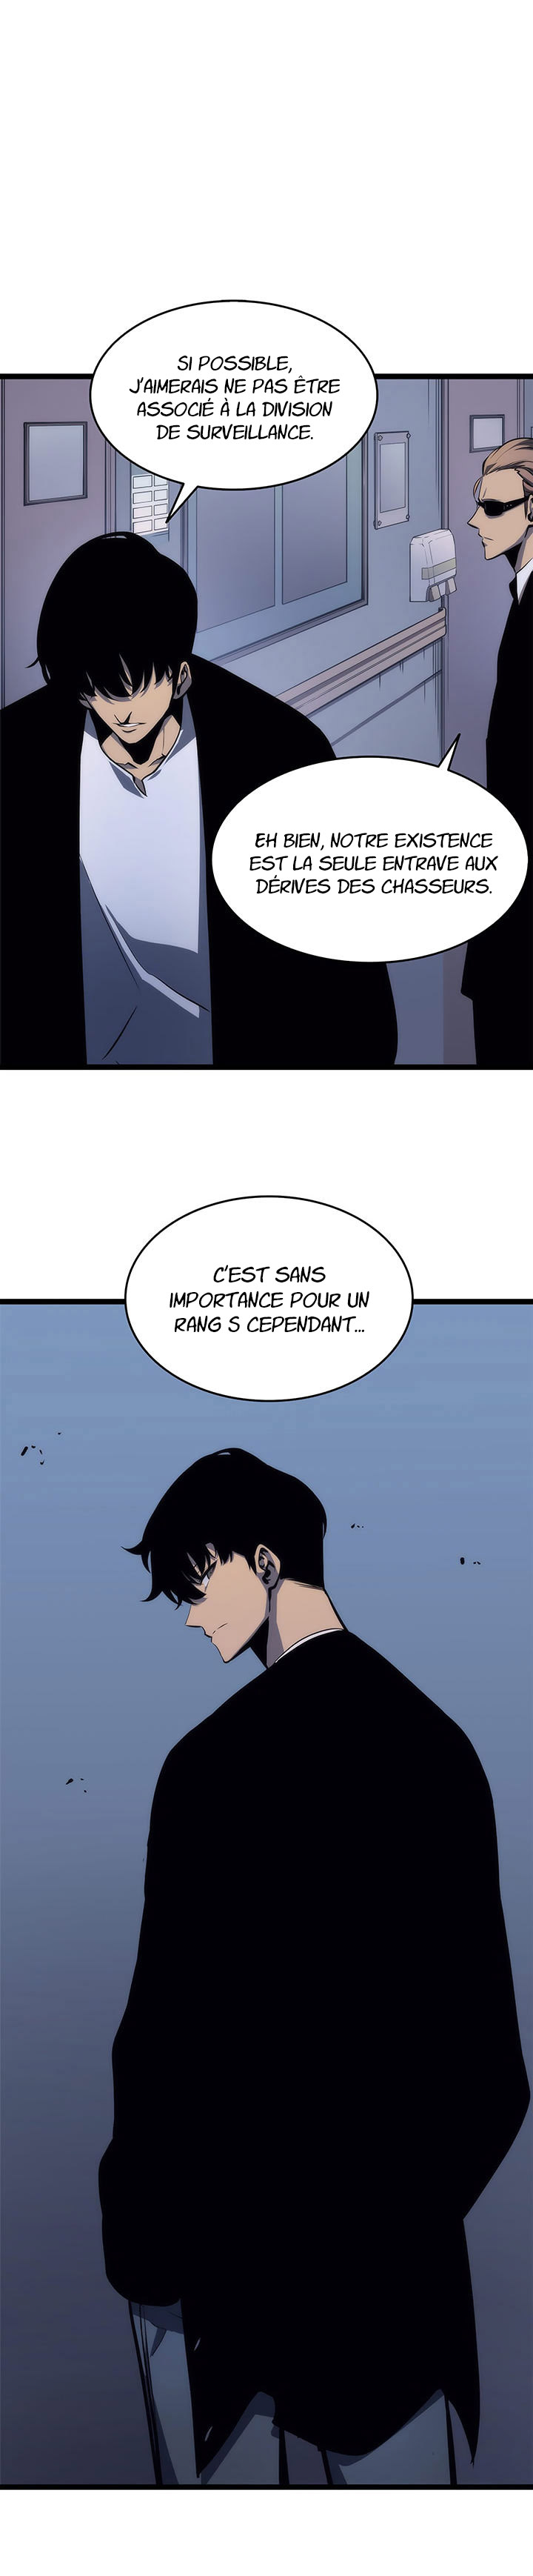 SI POSSIBLE,
J'AIMERAIS NE PAS ÊTRE
ASSOCIÉ À LA DIVISION
DE SURVEILLANCE.
EH BIEN, NOTRE EXISTENCE
EST LA SEULE ENTRAVE AUX
DÉRIVES DES CHASSEURS.
C'EST SANS
IMPORTANCE POUR UN
RANG S CEPENDANT...